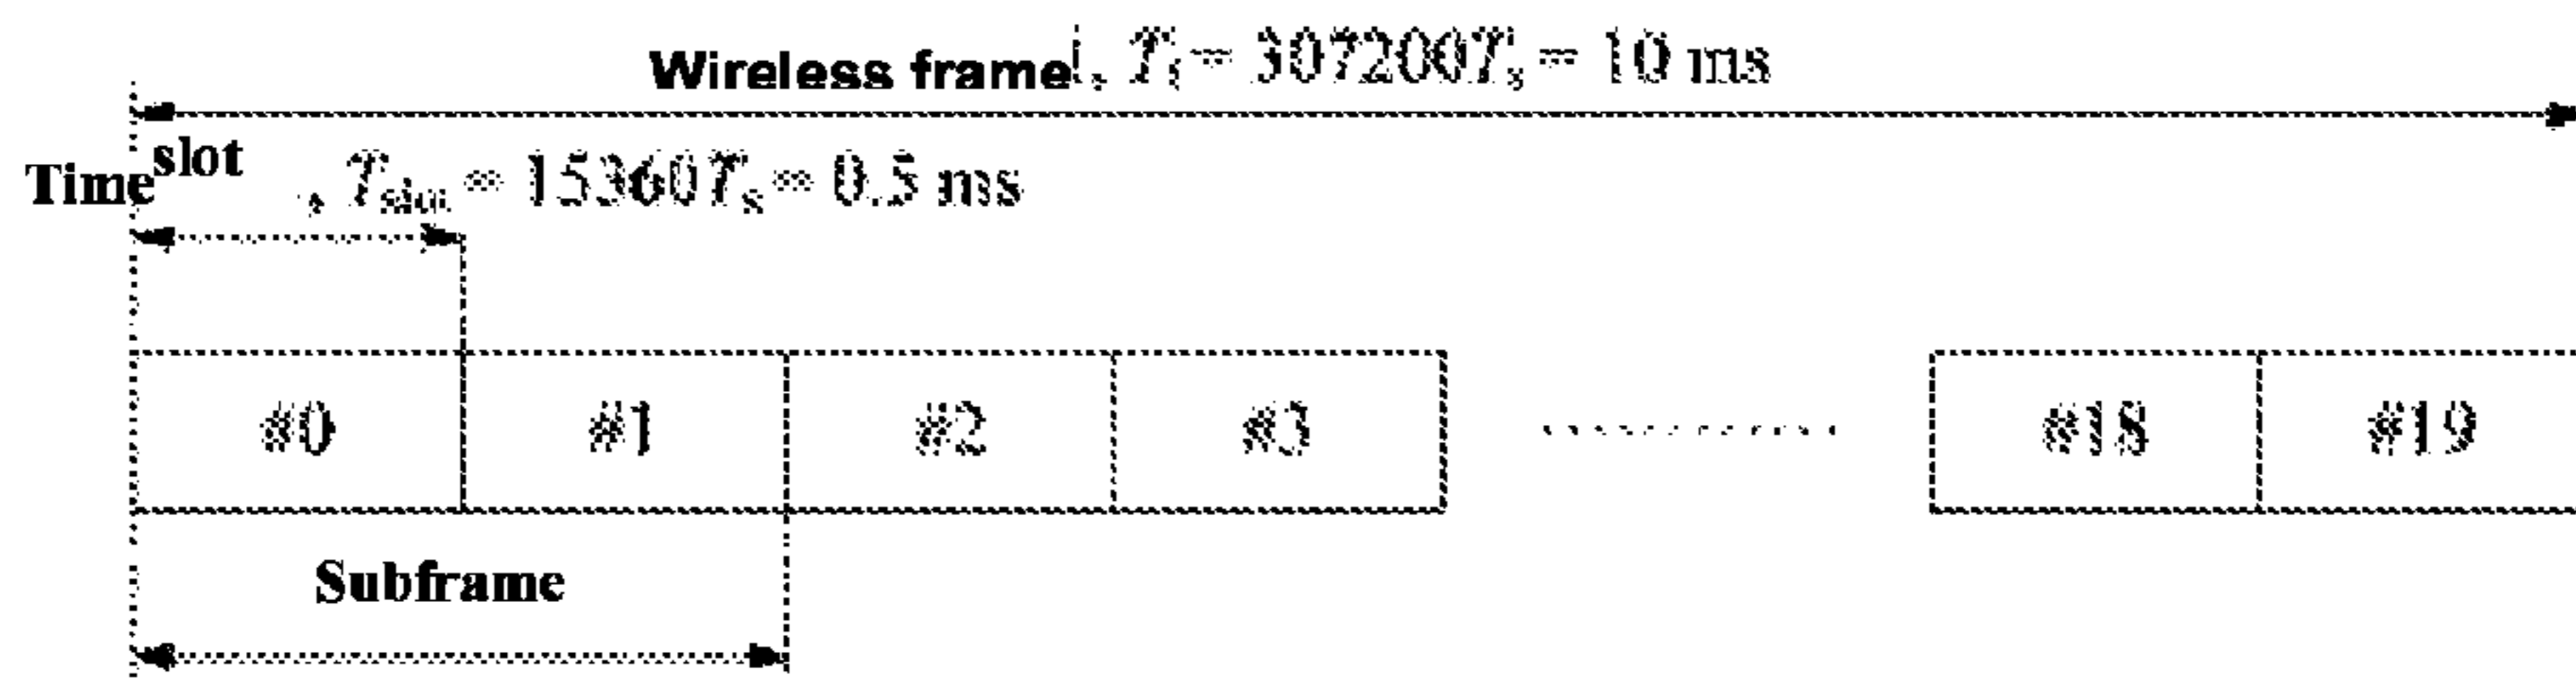 Wireless frame, Tf = 307200Ts = 10 ms
Time slot, Tslot = 15360Ts = 0.5 ms
#0 #1 #2 #3 ......... #18 #19
Subframe